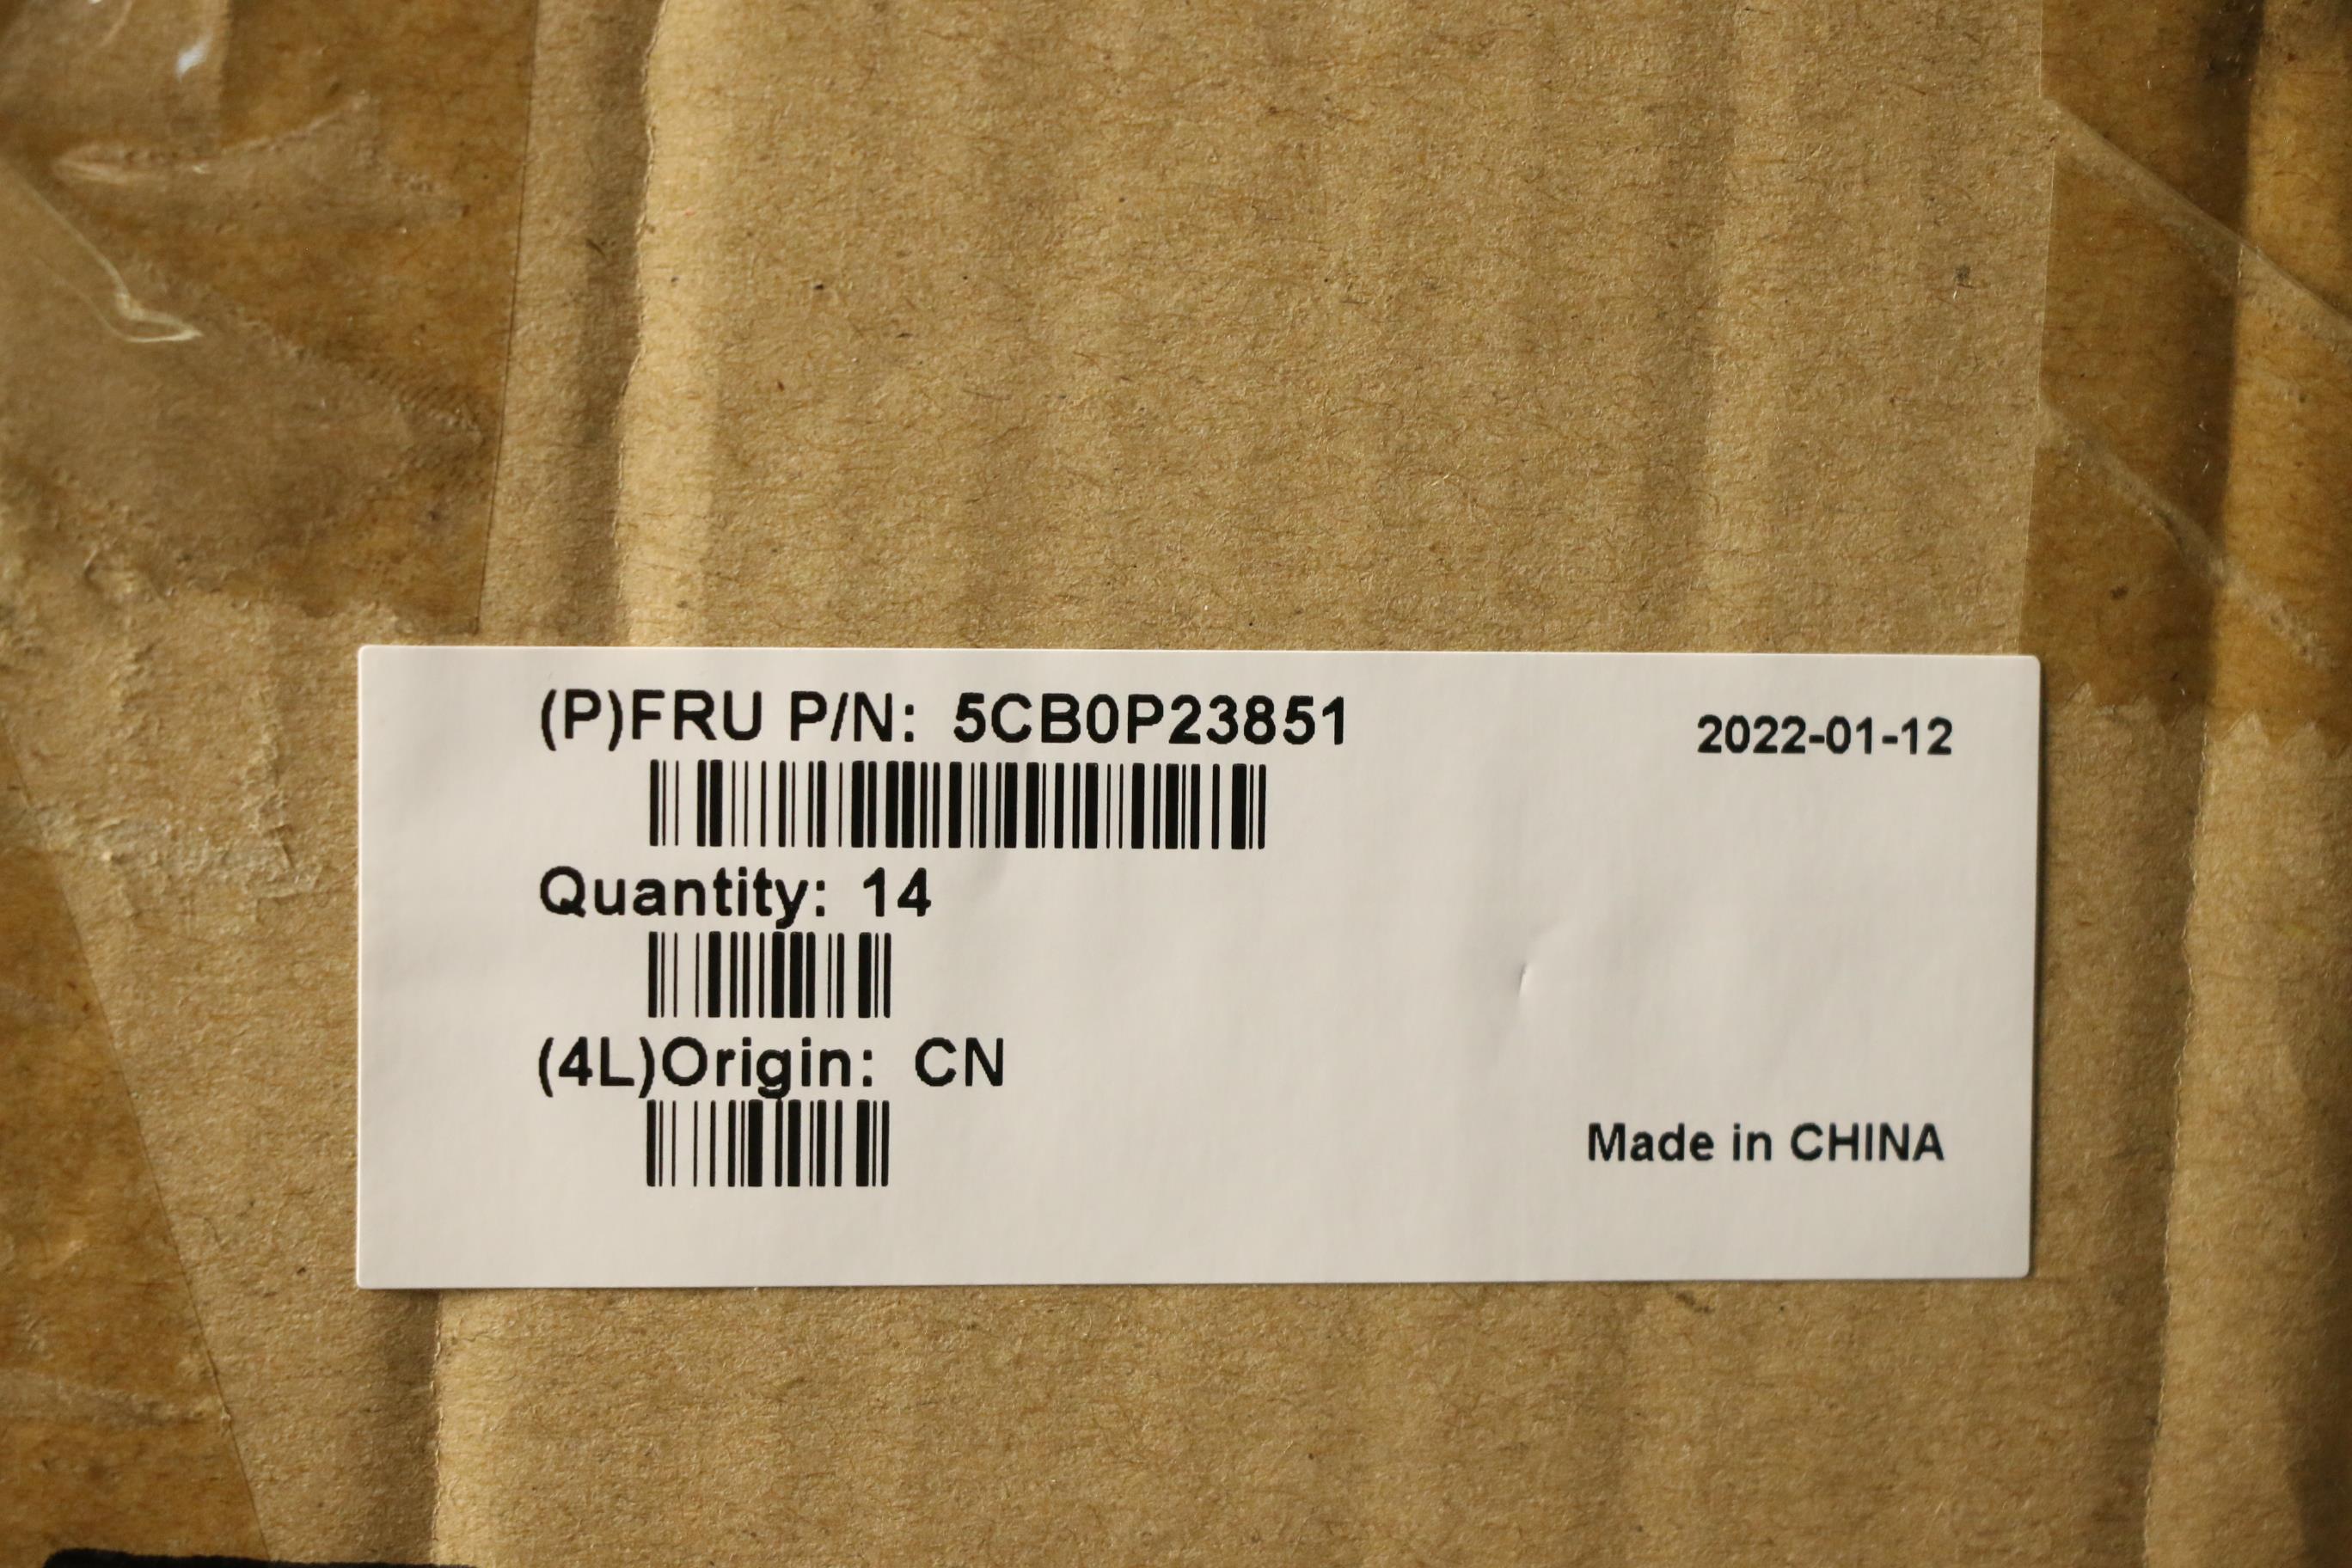 (P)FRU P/N: 5CB0P23851
2022-01-12
Quantity: 14
(4L)Origin: CN
Made in CHINA